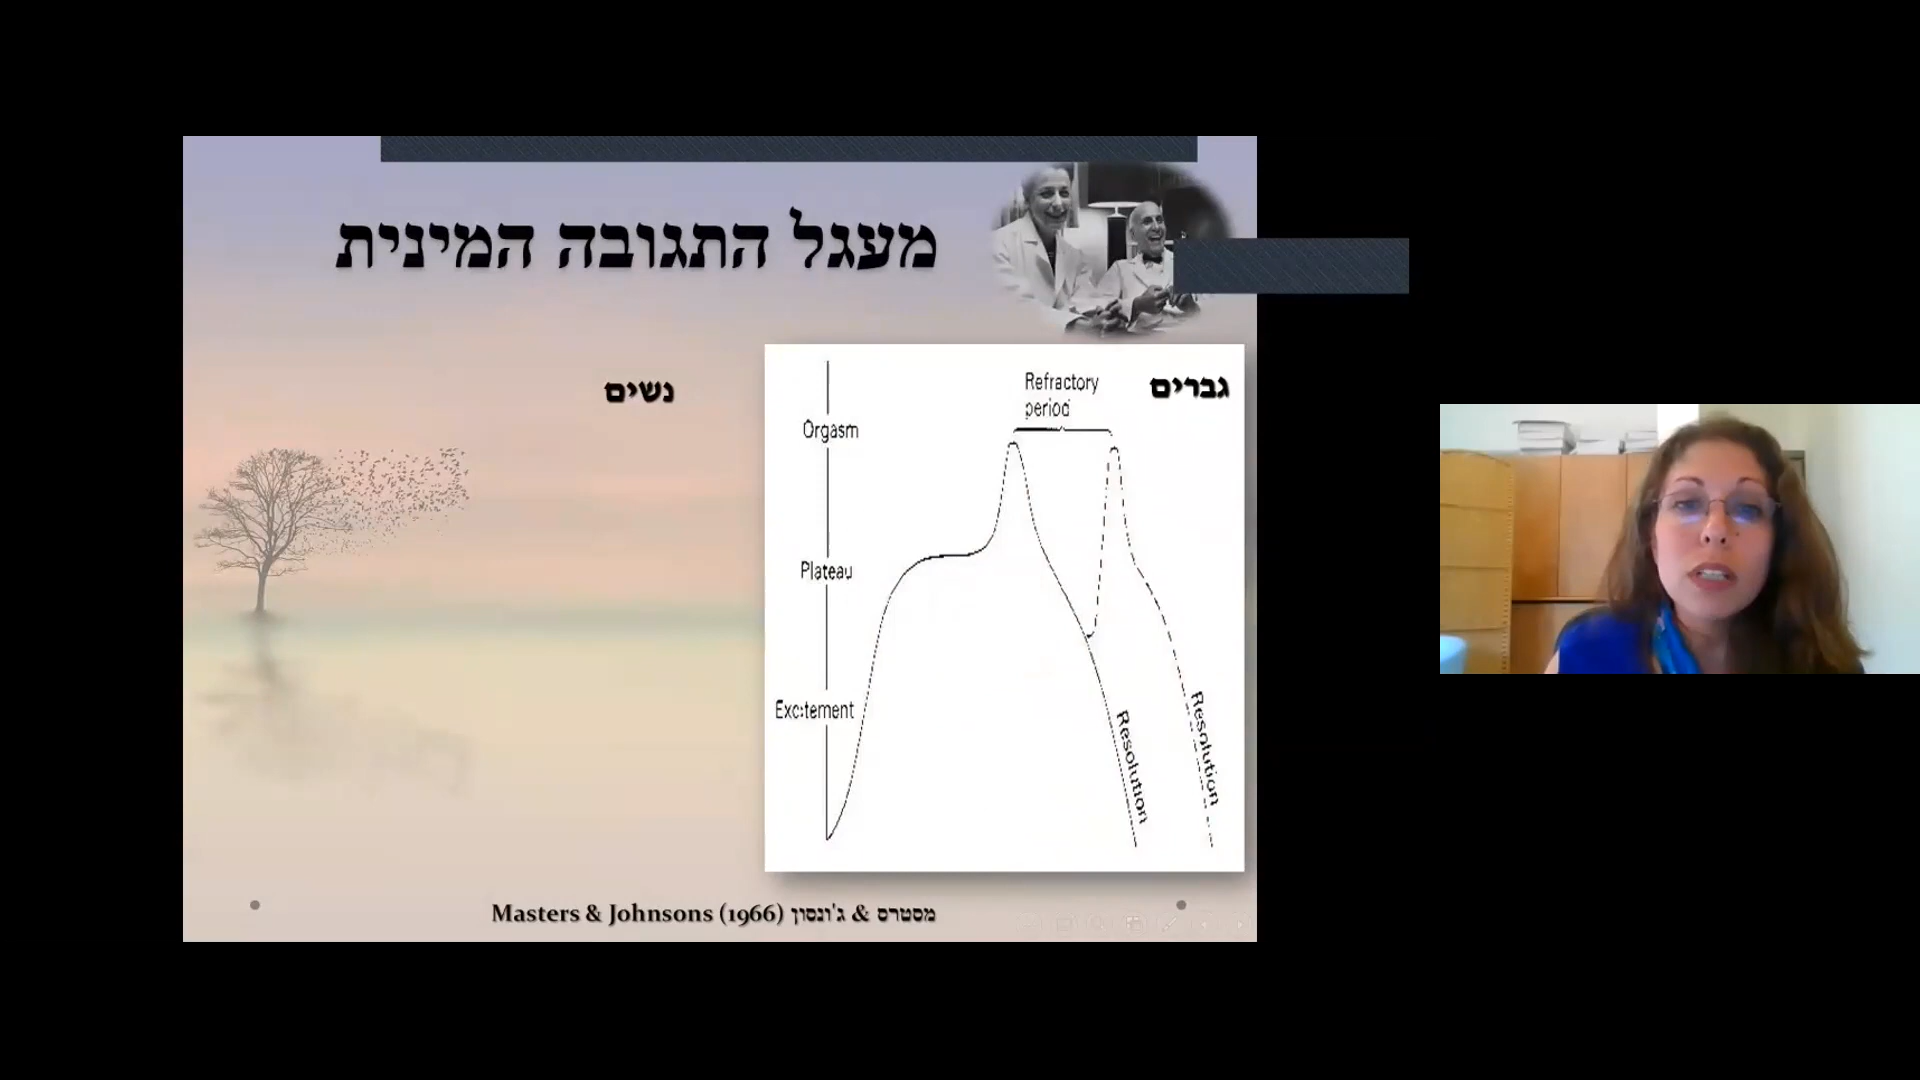 מעגל התגובה המינית
גברים
נשים
Refractory
period
Orgasm
Plateau
Excitement
Resolution
Resolution
מסטרס & ג'ונסון Masters & Johnsons (1966)